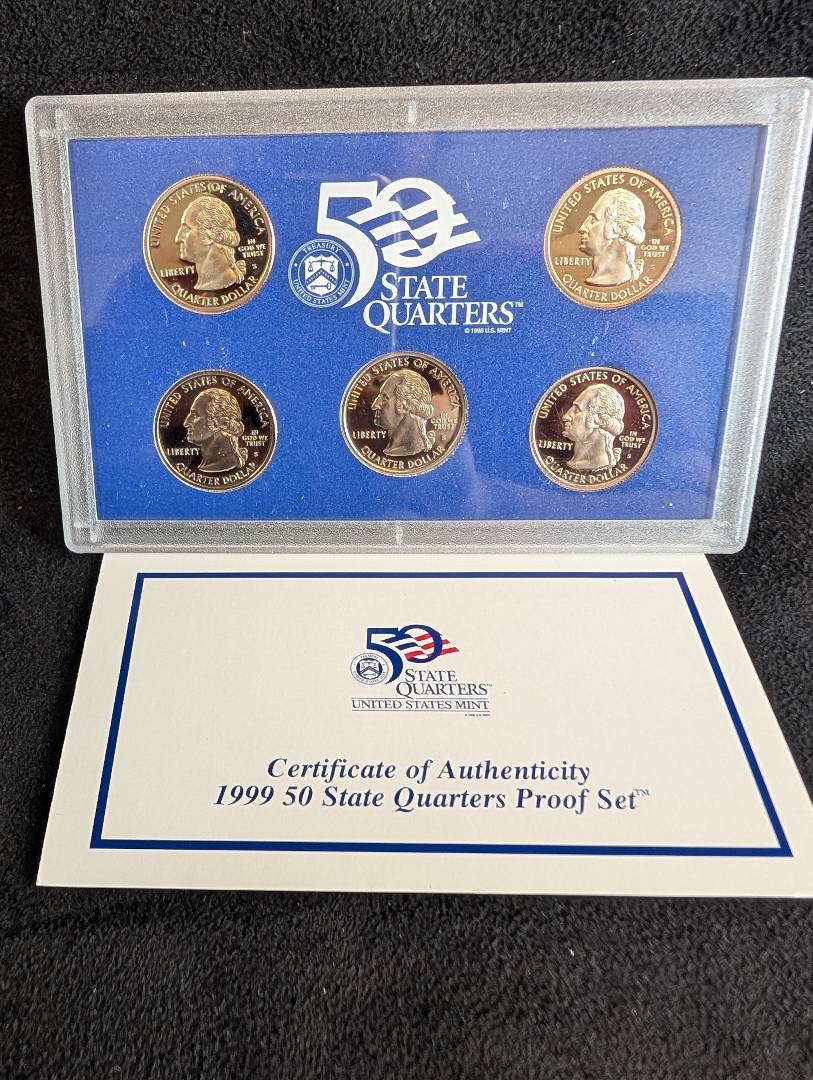 UNITED STATES OF AMERICA
LIBERTY
IN
GOD WE
TRUST
S
QUARTER DOLLAR
50
TREASURY
UNITED STATES MINT
STATE
QUARTERS™
UNITED STATES OF AMERICA
LIBERTY
IN
GOD WE
TRUST
S
QUARTER DOLLAR
UNITED STATES OF AMERICA
LIBERTY
IN
GOD WE
TRUST
S
QUARTER DOLLAR
UNITED STATES OF AMERICA
LIBERTY
IN
GOD WE
TRUST
S
QUARTER DOLLAR
UNITED STATES OF AMERICA
LIBERTY
IN
GOD WE
TRUST
S
QUARTER DOLLAR
50
STATE
QUARTERS™
UNITED STATES MINT
Certificate of Authenticity
1999 50 State Quarters Proof Set™